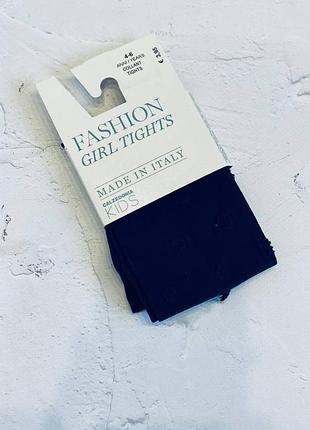 4-6
ANNI / YEARS
COLLANT
TIGHTS
FASHION
GIRL TIGHTS
MADE IN ITALY
CALZEDONIA
KIDS